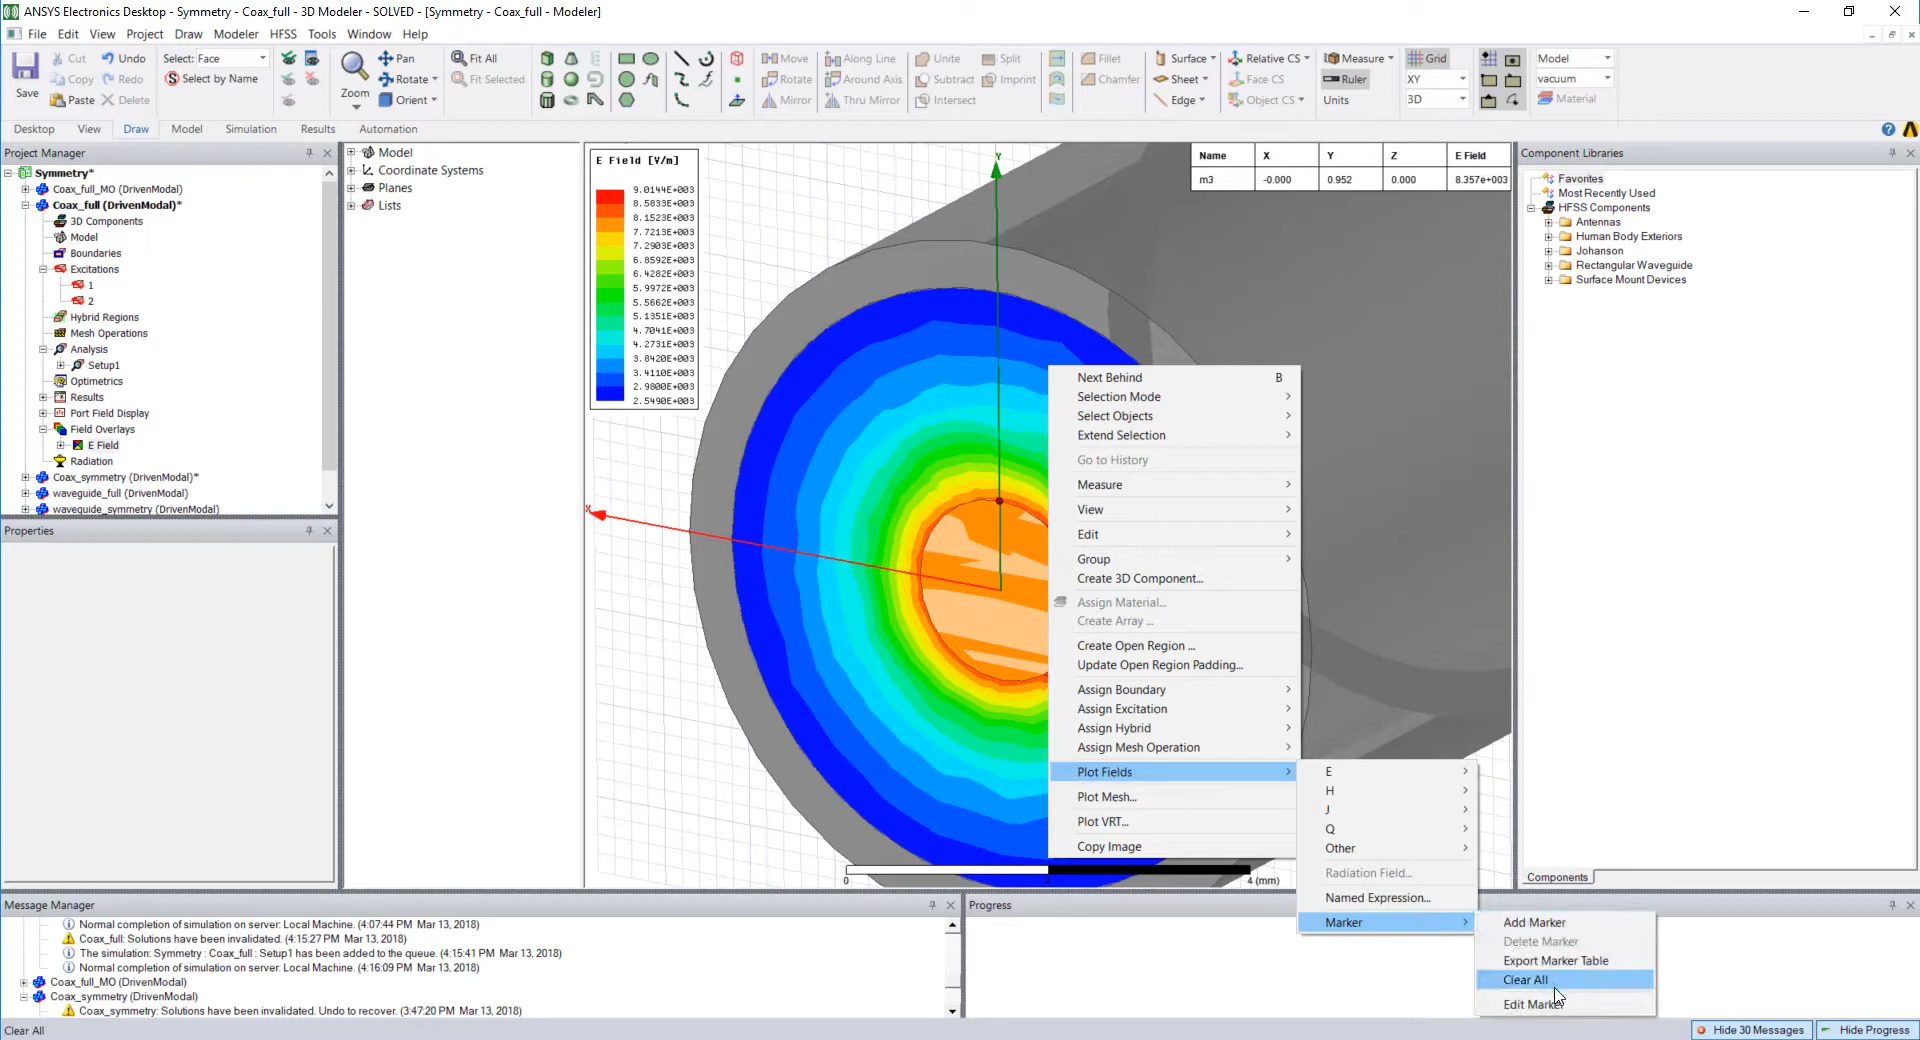 ANSYS Electronics Desktop - Symmetry - Coax_full - 3D Modeler - SOLVED - [Symmetry - Coax_full - Modeler]
File Edit View Project Draw Modeler HFSS Tools Window Help
Save
Cut
Copy
Paste
Undo
Redo
Delete
Select: Face
Select by Name
Zoom
Pan
Rotate
Orient
Fit All
Fit Selected
Move
Rotate
Mirror
Along Line
Around Axis
Thru Mirror
Unite
Subtract
Intersect
Split
Imprint
Fillet
Chamfer
Surface
Sheet
Edge
Relative CS
Face CS
Object CS
Measure
Ruler
Units
Grid
XY
3D
Model
vacuum
Material
Desktop View Draw Model Simulation Results Automation
Project Manager
Symmetry*
Coax_full_MO (DrivenModal)
Coax_full (DrivenModal)*
3D Components
Model
Boundaries
Excitations
1
2
Hybrid Regions
Mesh Operations
Analysis
Setup1
Optimetrics
Results
Port Field Display
Field Overlays
E Field
Radiation
Coax_symmetry (DrivenModal)*
waveguide_full (DrivenModal)
waveguide_symmetry (DrivenModal)
Properties
Model
Coordinate Systems
Planes
Lists
E Field [V/m]
9.0144E+003
8.5833E+003
8.1523E+003
7.7213E+003
7.2903E+003
6.8592E+003
6.4282E+003
5.9972E+003
5.5662E+003
5.1351E+003
4.7041E+003
4.2731E+003
3.8420E+003
3.4110E+003
2.9800E+003
2.5490E+003
Y
X
Name X Y Z E Field
m3 -0.000 0.952 0.000 8.357e+003
0
4 (mm)
Next Behind B
Selection Mode
Select Objects
Extend Selection
Go to History
Measure
View
Edit
Group
Create 3D Component...
Assign Material...
Create Array ...
Create Open Region ...
Update Open Region Padding...
Assign Boundary
Assign Excitation
Assign Hybrid
Assign Mesh Operation
Plot Fields
Plot Mesh...
Plot VRT...
Copy Image
E
H
J
Q
Other
Radiation Field...
Named Expression...
Marker
Add Marker
Delete Marker
Export Marker Table
Clear All
Edit Marker
Component Libraries
Favorites
Most Recently Used
HFSS Components
Antennas
Human Body Exteriors
Johanson
Rectangular Waveguide
Surface Mount Devices
Components
Message Manager
Normal completion of simulation on server: Local Machine. (4:07:44 PM Mar 13, 2018)
Coax_full: Solutions have been invalidated. (4:15:27 PM Mar 13, 2018)
The simulation: Symmetry : Coax_full : Setup1 has been added to the queue. (4:15:41 PM Mar 13, 2018)
Normal completion of simulation on server: Local Machine. (4:16:09 PM Mar 13, 2018)
Coax_full_MO (DrivenModal)
Coax_symmetry (DrivenModal)
Coax_symmetry: Solutions have been invalidated. Undo to recover. (3:47:20 PM Mar 13, 2018)
Progress
Clear All
Hide 30 Messages
Hide Progress